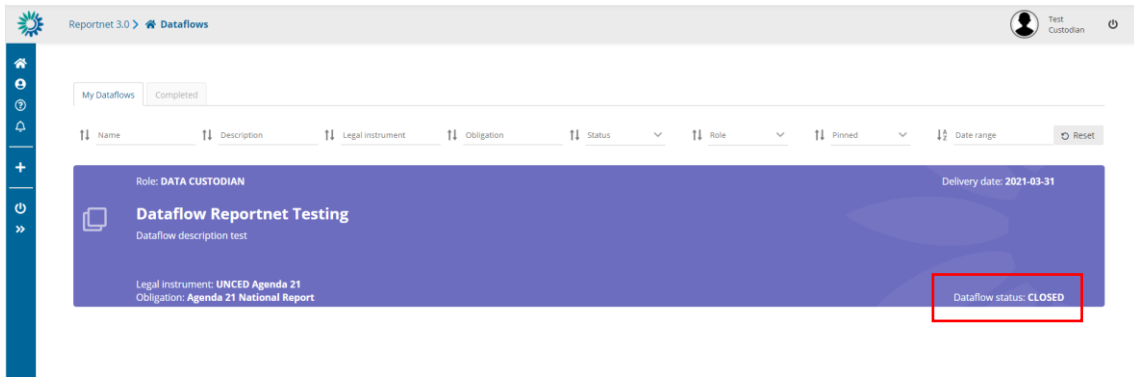 Reportnet 3.0 > Dataflows
Test
Custodian
My Dataflows
Completed
Name
Description
Legal instrument
Obligation
Status
Role
Pinned
Date range
Reset
Role: DATA CUSTODIAN
Delivery date: 2021-03-31
Dataflow Reportnet Testing
Dataflow description test
Legal instrument: UNCED Agenda 21
Obligation: Agenda 21 National Report
Dataflow status: CLOSED